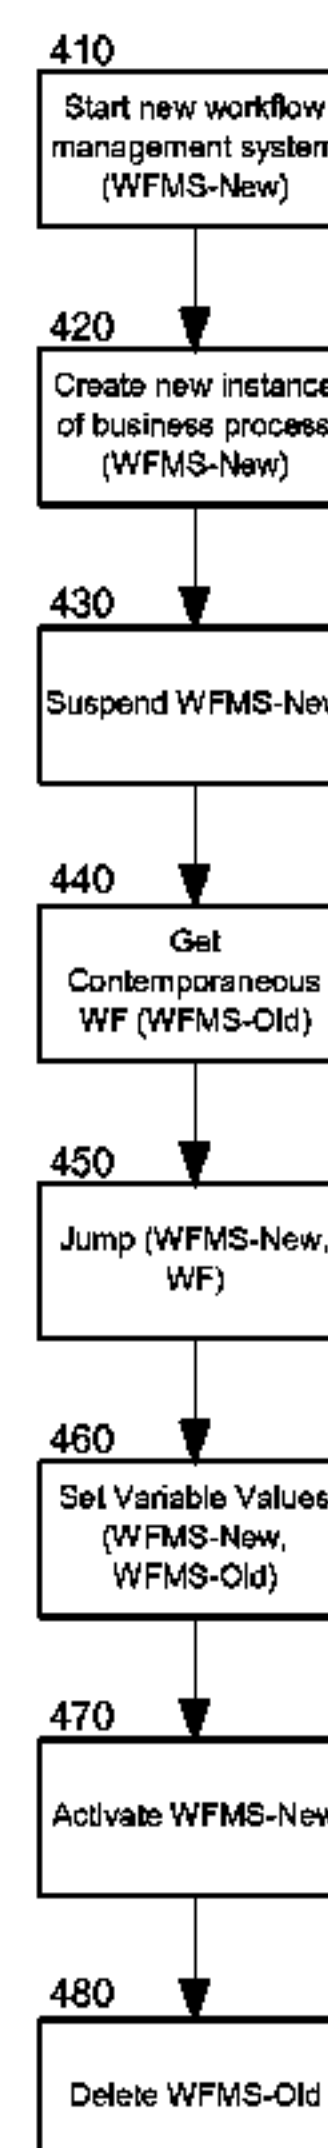 410
Start new workflow
management system
(WFMS-New)
420
Create new instance
of business process
(WFMS-New)
430
Suspend WFMS-New
440
Get
Contemporaneous
WF (WFMS-Old)
450
Jump (WFMS-New,
WF)
460
Set Variable Values
(WFMS-New,
WFMS-Old)
470
Activate WFMS-New
480
Delete WFMS-Old